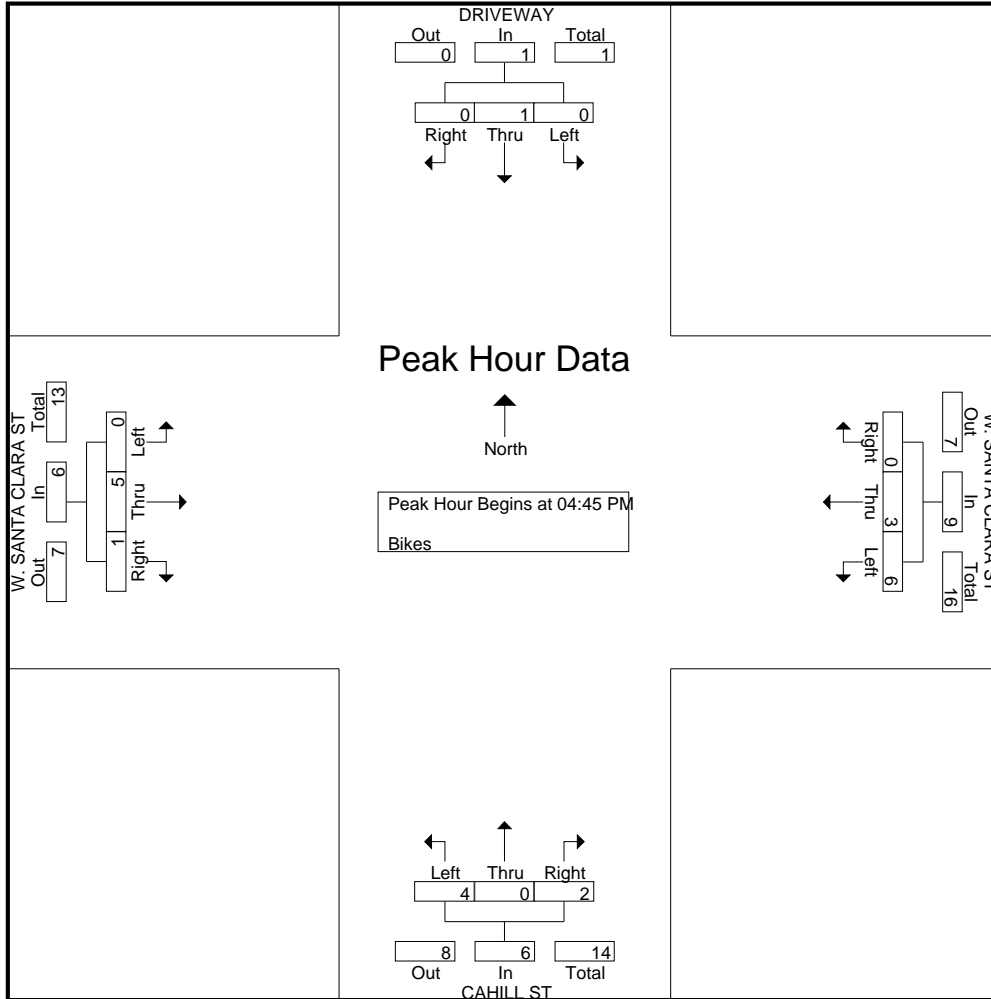 DRIVEWAY
Out In Total
0 1 1
0 1 0
Right Thru Left
Peak Hour Data
North
Peak Hour Begins at 04:45 PM
Bikes
W. SANTA CLARA ST
Out In Total
7 6 13
Left Thru Right
0 5 1
W. SANTA CLARA ST
Out In Total
7 9 16
Right Thru Left
0 3 6
Left Thru Right
4 0 2
8 6 14
Out In Total
CAHILL ST